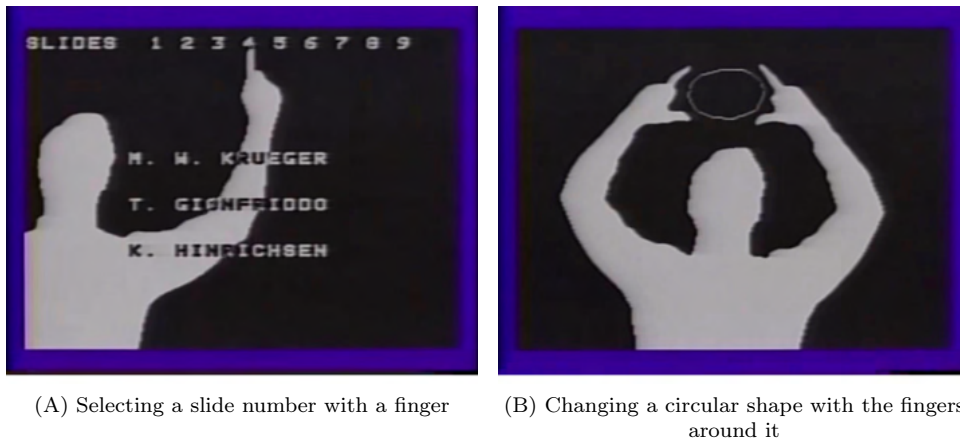 SLIDES 1 2 3 4 5 6 7 8 9
M. W. KRUEGER
T. GIONFRIDDO
K. HINRICHSEN
(A) Selecting a slide number with a finger
(B) Changing a circular shape with the fingers
around it